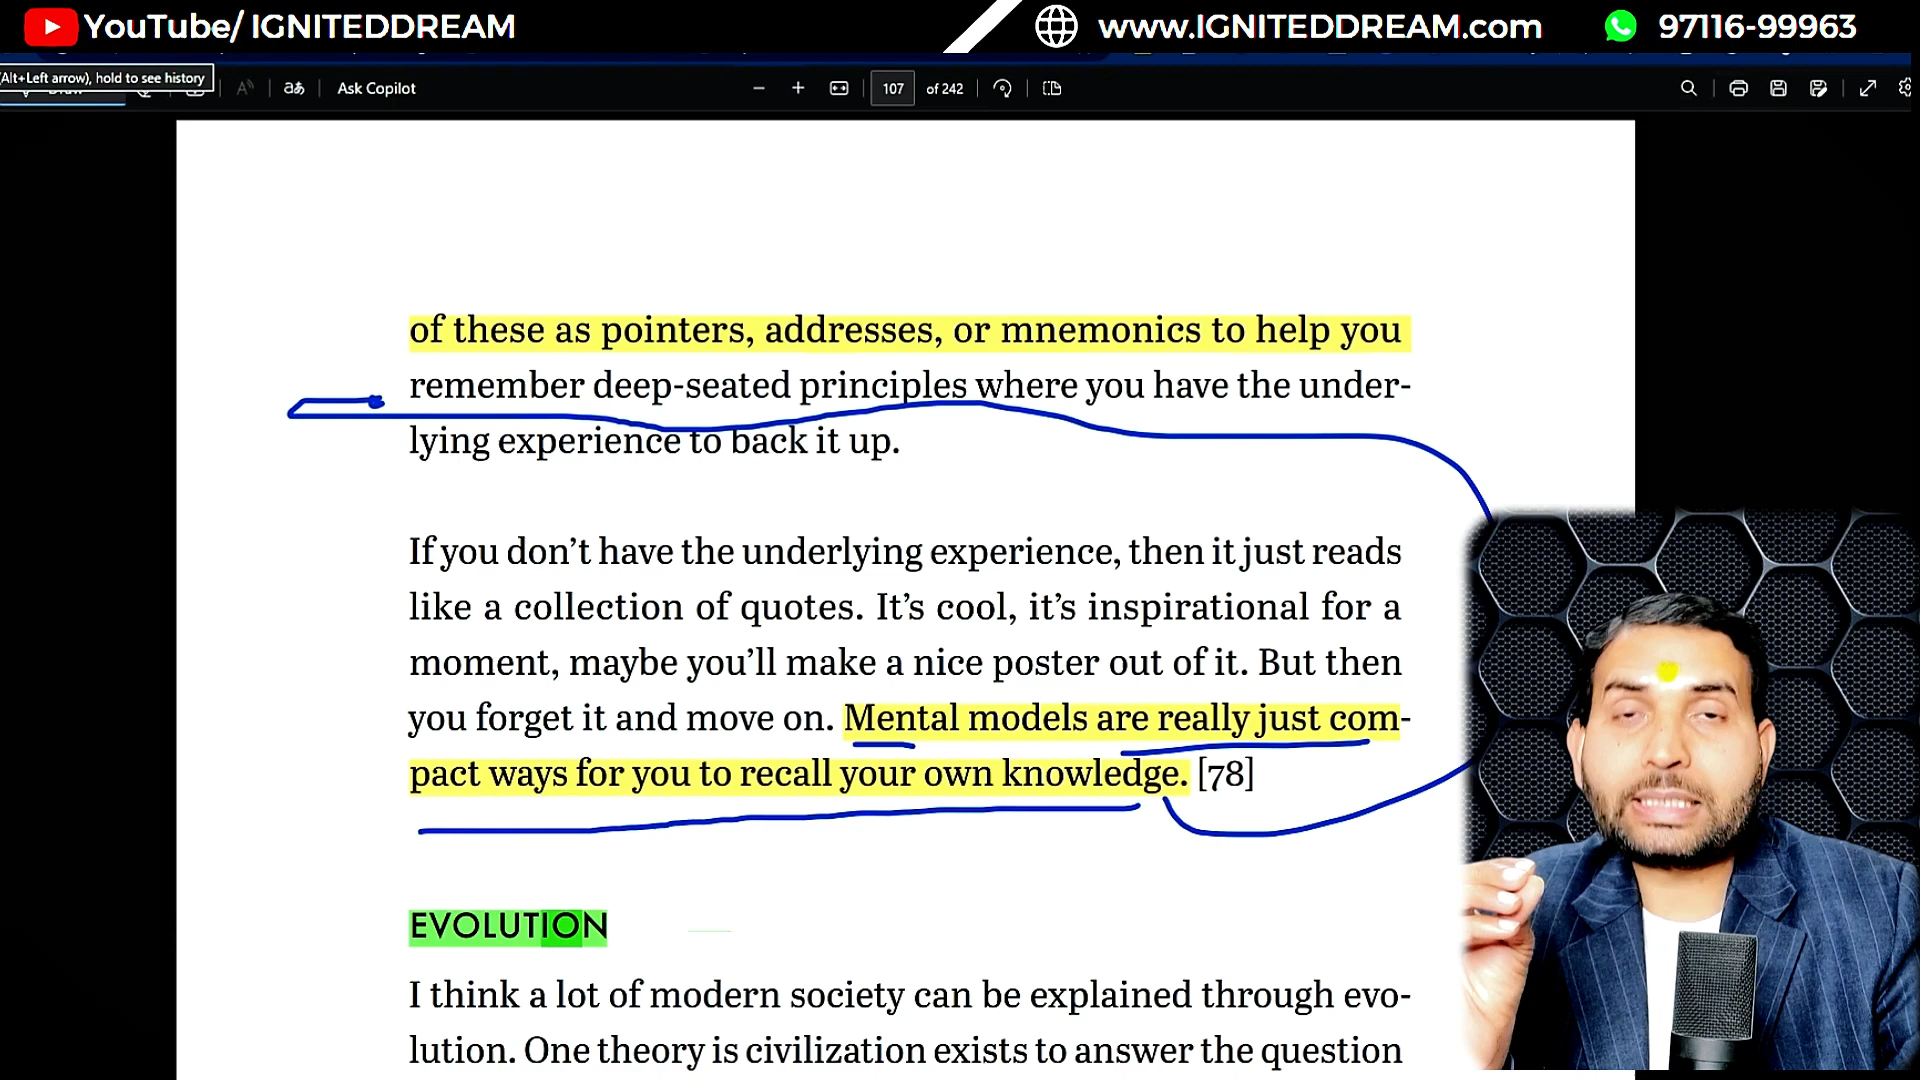 YouTube/ IGNITEDDREAM
www.IGNITEDDREAM.com
97116-99963
(Alt+Left arrow), hold to see history
Draw
aあ
Ask Copilot
107
of 242
of these as pointers, addresses, or mnemonics to help you
remember deep-seated principles where you have the under-
lying experience to back it up.
If you don’t have the underlying experience, then it just reads
like a collection of quotes. It’s cool, it’s inspirational for a
moment, maybe you’ll make a nice poster out of it. But then
you forget it and move on. Mental models are really just com-
pact ways for you to recall your own knowledge. [78]
EVOLUTION
I think a lot of modern society can be explained through evo-
lution. One theory is civilization exists to answer the question